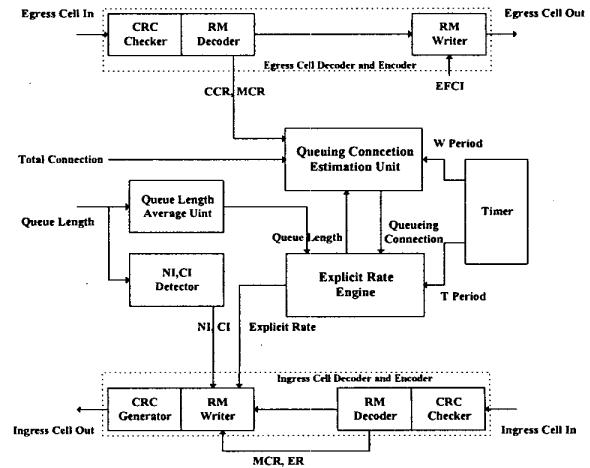 Egress Cell In
Egress Cell Out
CRC
Checker
RM
Decoder
RM
Writer
Egress Cell Decoder and Encoder
EFCI
CCR, MCR
W Period
Queuing Conncetion
Estimation Unit
Total Connection
Timer
Queue Length
Average Uint
Queue Length
Queue Length
Queueing
Connection
NI,CI
Detector
Explicit Rate
Engine
T Period
NI, CI
Explicit Rate
Ingress Cell Decoder and Encoder
CRC
Generator
RM
Writer
RM
Decoder
CRC
Checker
Ingress Cell Out
Ingress Cell In
MCR, ER